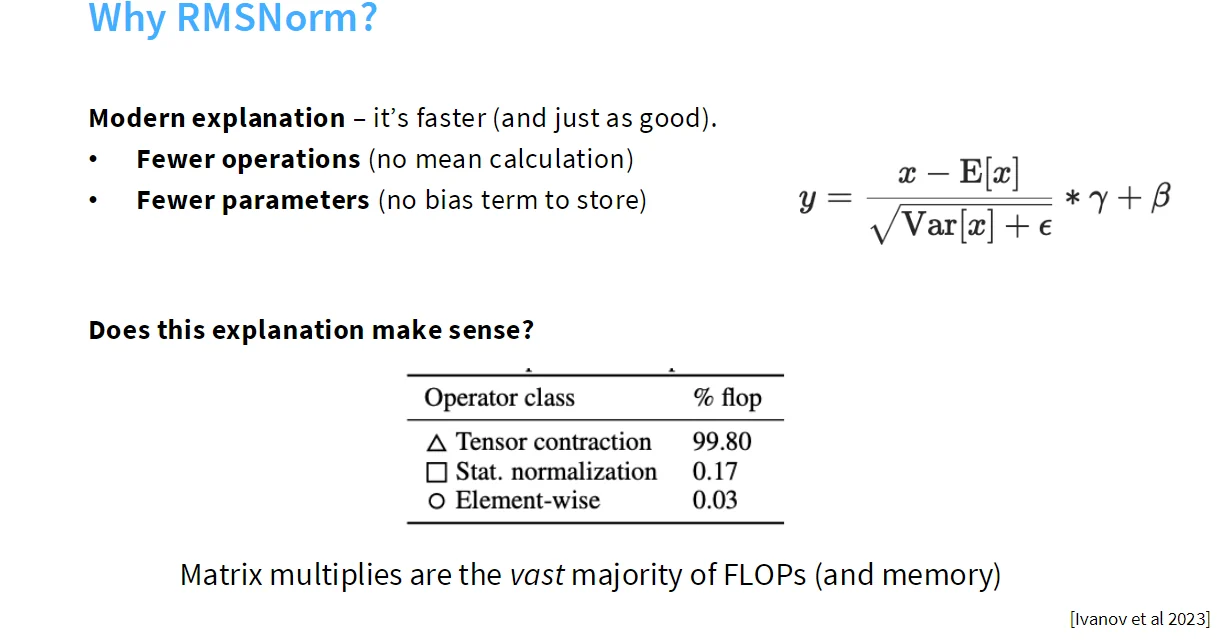 Why RMSNorm?
Modern explanation – it's faster (and just as good).
• Fewer operations (no mean calculation)
• Fewer parameters (no bias term to store)
y = (x − E[x]) / √(Var[x] + ϵ) * γ + β
Does this explanation make sense?
Operator class % flop
△ Tensor contraction 99.80
□ Stat. normalization 0.17
○ Element-wise 0.03
Matrix multiplies are the vast majority of FLOPs (and memory)
[Ivanov et al 2023]